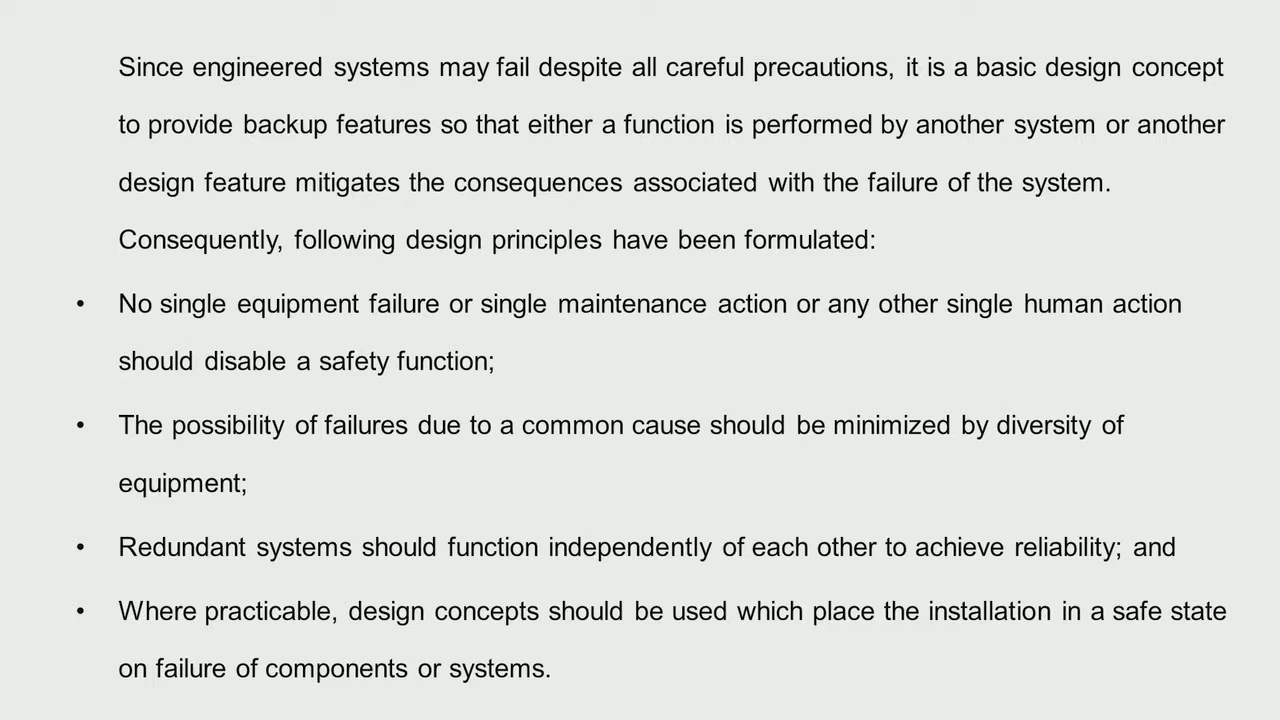 Since engineered systems may fail despite all careful precautions, it is a basic design concept
to provide backup features so that either a function is performed by another system or another
design feature mitigates the consequences associated with the failure of the system.
Consequently, following design principles have been formulated:
• No single equipment failure or single maintenance action or any other single human action
should disable a safety function;
• The possibility of failures due to a common cause should be minimized by diversity of
equipment;
• Redundant systems should function independently of each other to achieve reliability; and
• Where practicable, design concepts should be used which place the installation in a safe state
on failure of components or systems.